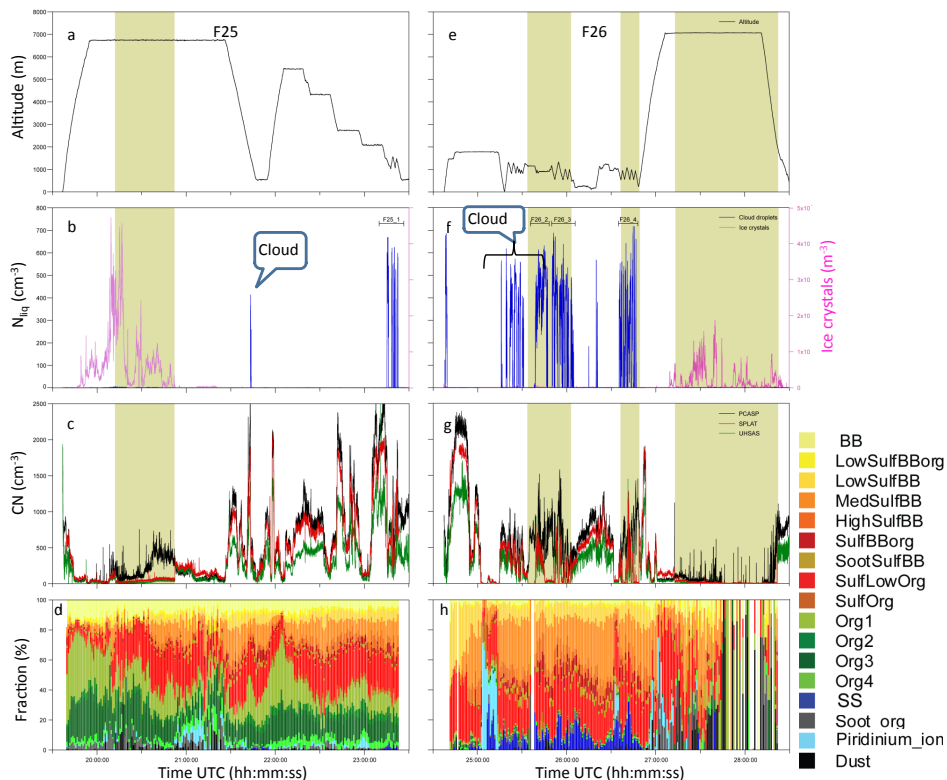 a
F25
Altitude (m)
8000
7000
6000
5000
4000
3000
2000
1000
0
e
F26
Altitude
b
Cloud
F25_1
N_liq (cm^-3)
800
700
600
500
400
300
200
100
0
f
Cloud
F26_2
F26_3
F26_4
Cloud droplets
Ice crystals
5x10
4x10
3x10
2x10
1x10
0
Ice crystals (m^-3)
c
CN (cm^-3)
2500
2000
1500
1000
500
0
g
PCASP
SPLAT
UHSAS
d
Fraction (%)
100
80
60
40
20
0
h
20:00:00
21:00:00
22:00:00
23:00:00
Time UTC (hh:mm:ss)
25:00:00
26:00:00
27:00:00
28:00:00
Time UTC (hh:mm:ss)
BB
LowSulfBBorg
LowSulfBB
MedSulfBB
HighSulfBB
SulfBBorg
SootSulfBB
SulfLowOrg
SulfOrg
Org1
Org2
Org3
Org4
SS
Soot_org
Piridinium_ion
Dust